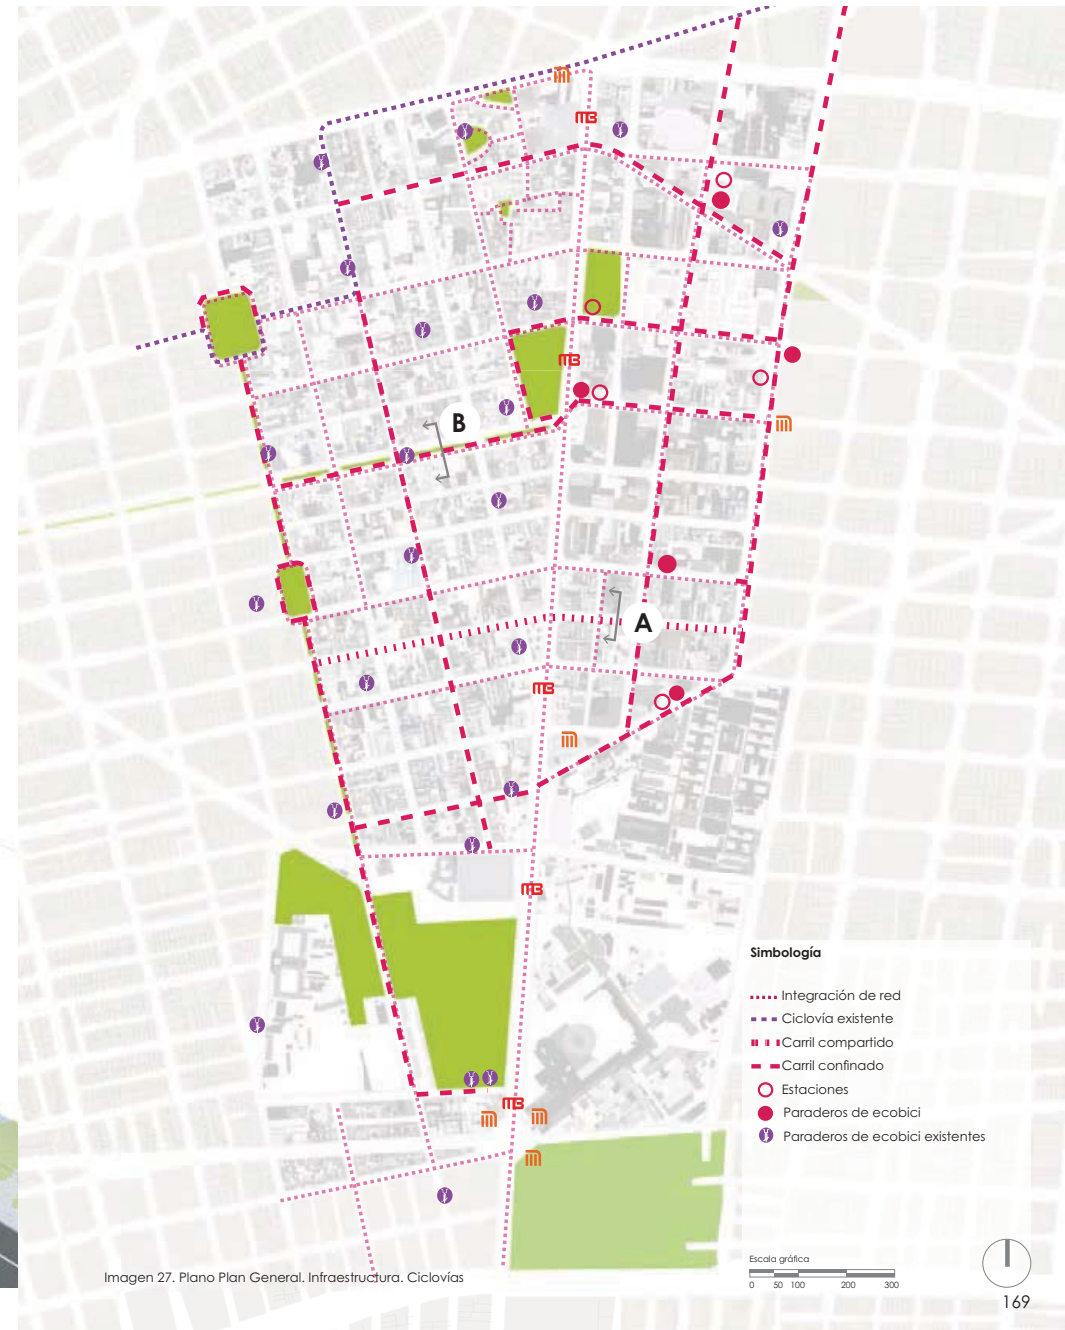 B
A
Simbología
Integración de red
Ciclovía existente
Carril compartido
Carril confinado
Estaciones
Paraderos de ecobici
Paraderos de ecobici existentes
Escala gráfica
0 50 100 200 300
Imagen 27. Plano Plan General. Infraestructura. Ciclovías
169